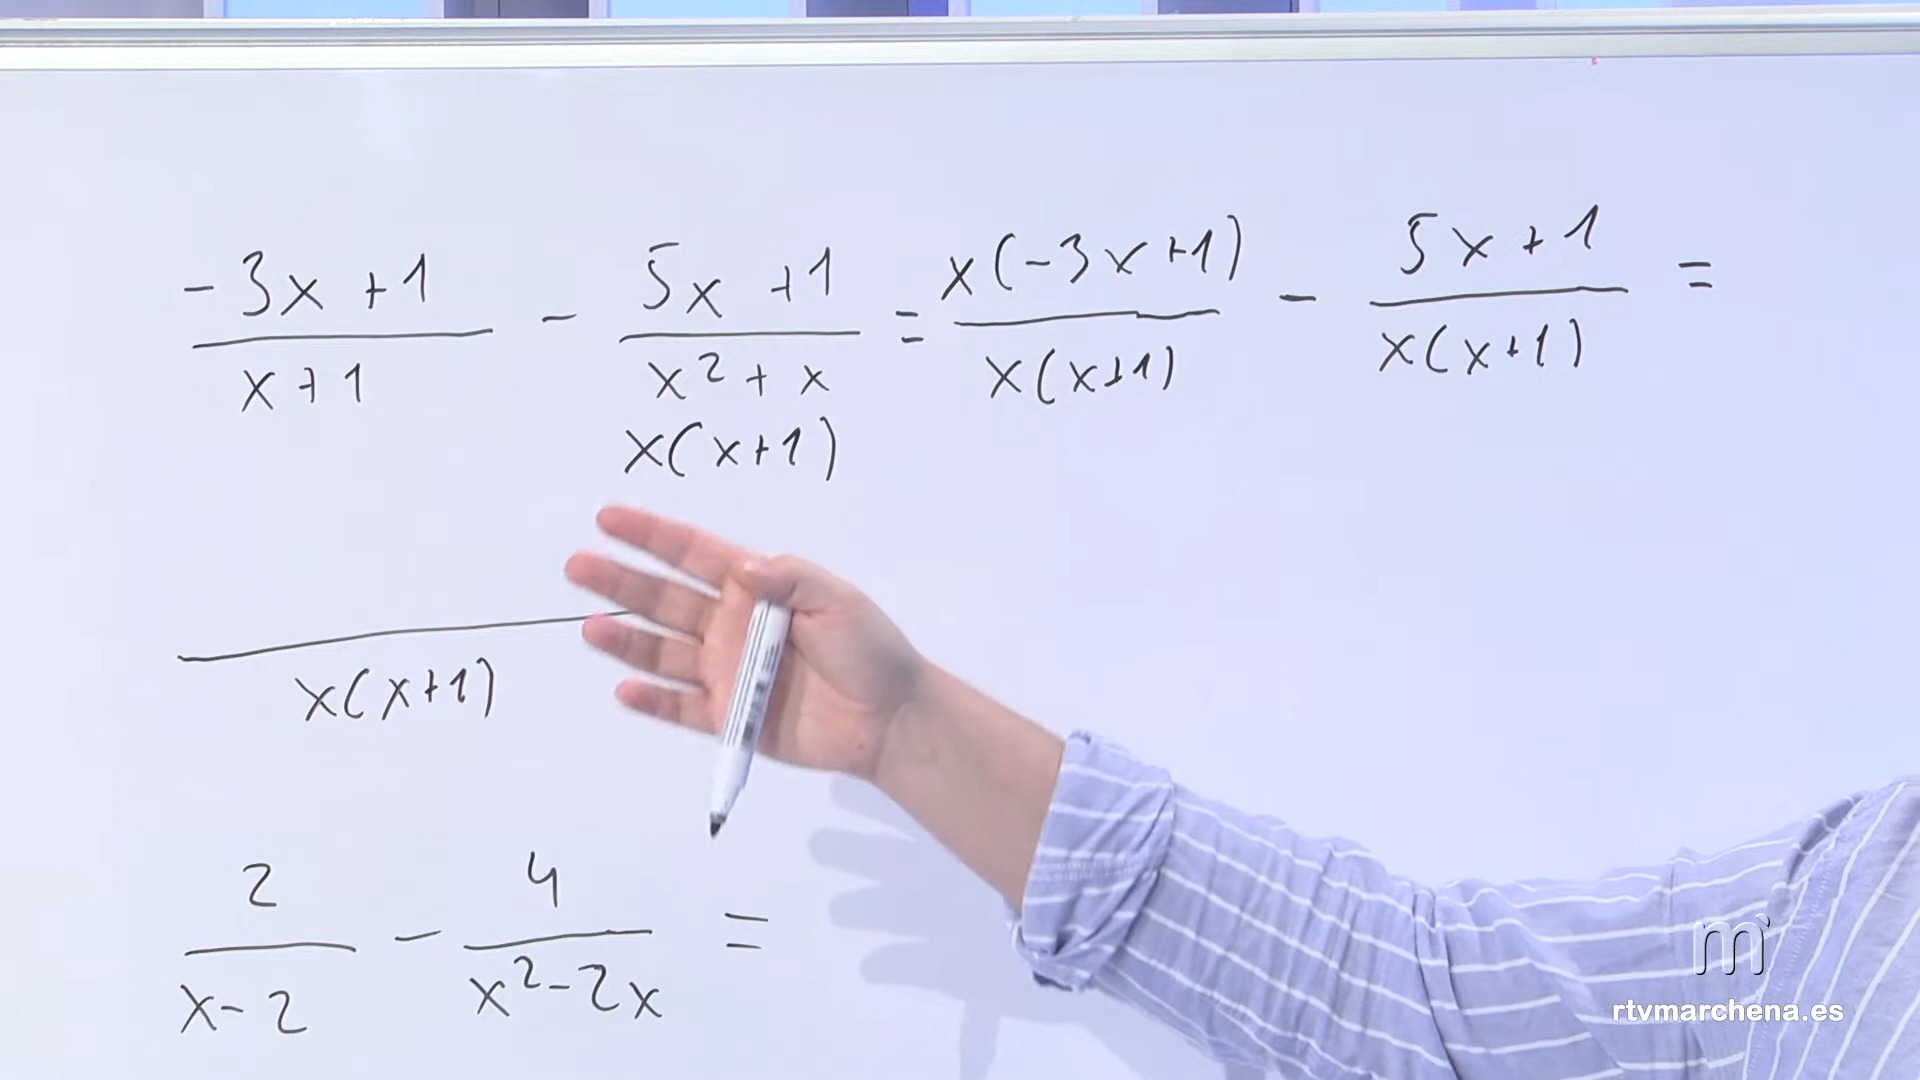 (-3x+1)/(x+1) - (5x+1)/(x²+x) = x(-3x+1)/x(x+1) - (5x+1)/x(x+1) =
x(x+1)
x(x+1)
2/(x-2) - 4/(x²-2x) =
m
rtvmarchena.es